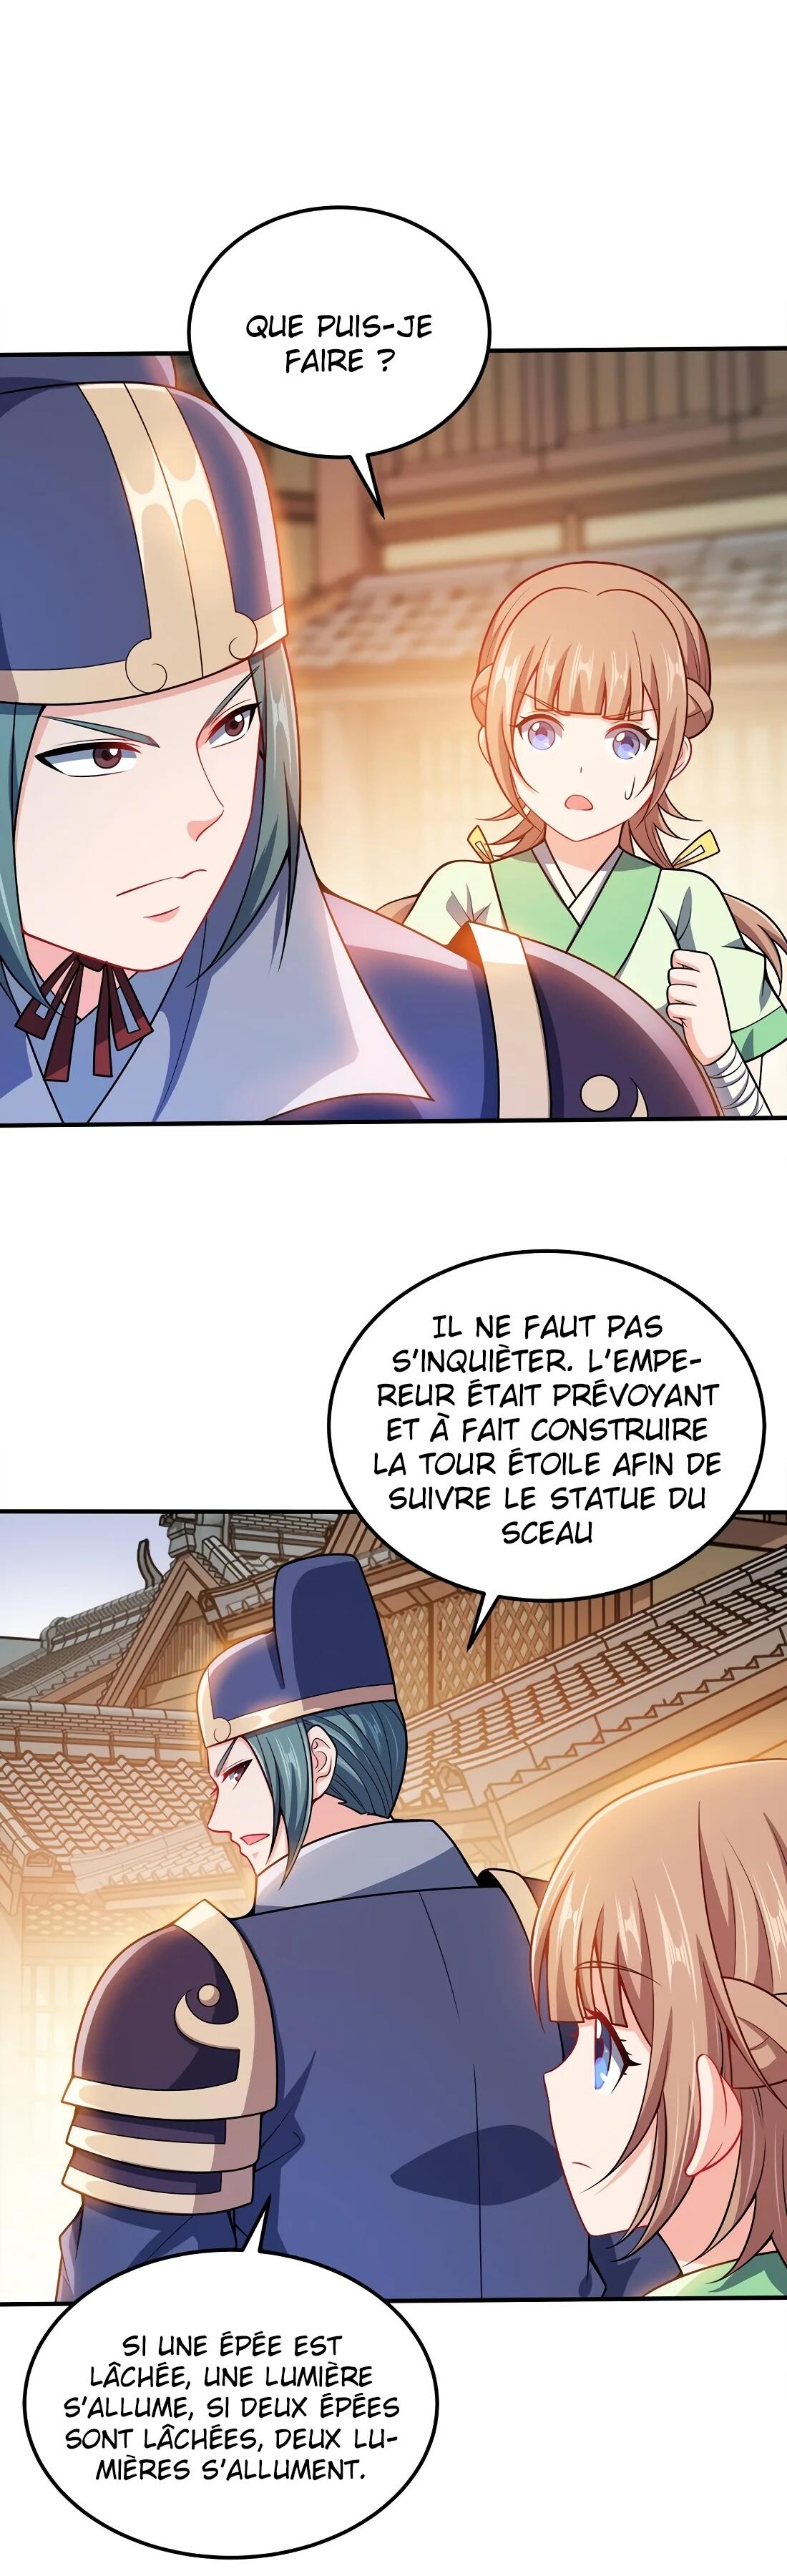 QUE PUIS-JE
FAIRE ?
IL NE FAUT PAS
S'INQUIÈTER. L'EMPE-
REUR ÉTAIT PRÉVOYANT
ET À FAIT CONSTRUIRE
LA TOUR ÉTOILE AFIN DE
SUIVRE LE STATUE DU
SCEAU
SI UNE ÉPÉE EST
LÂCHÉE, UNE LUMIÈRE
S'ALLUME, SI DEUX ÉPÉES
SONT LÂCHÉES, DEUX LU-
MIÈRES S'ALLUMENT.